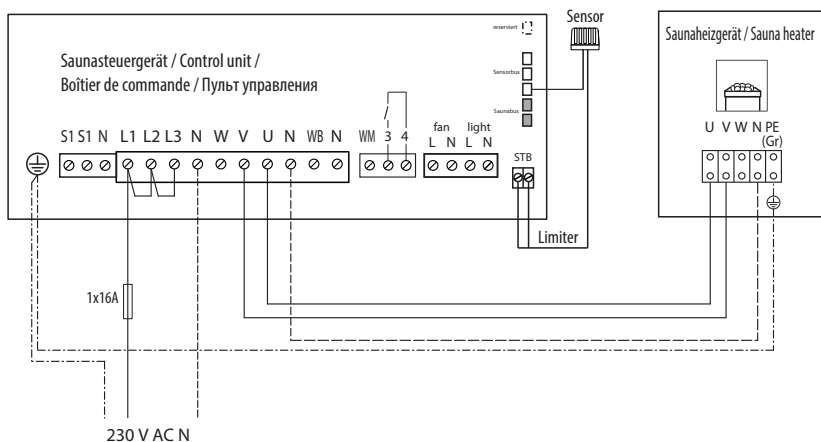 reserviert
Sensor
Saunasteuergerät / Control unit /
Boîtier de commande / Пульт управления
Sensorbus
Saunabus
Saunaheizgerät / Sauna heater
S1 S1 N L1 L2 L3 N W V U N WB N
WM 3 4
fan light
L N L N
STB
U V W N PE
(Gr)
Limiter
1x16A
230 V AC N